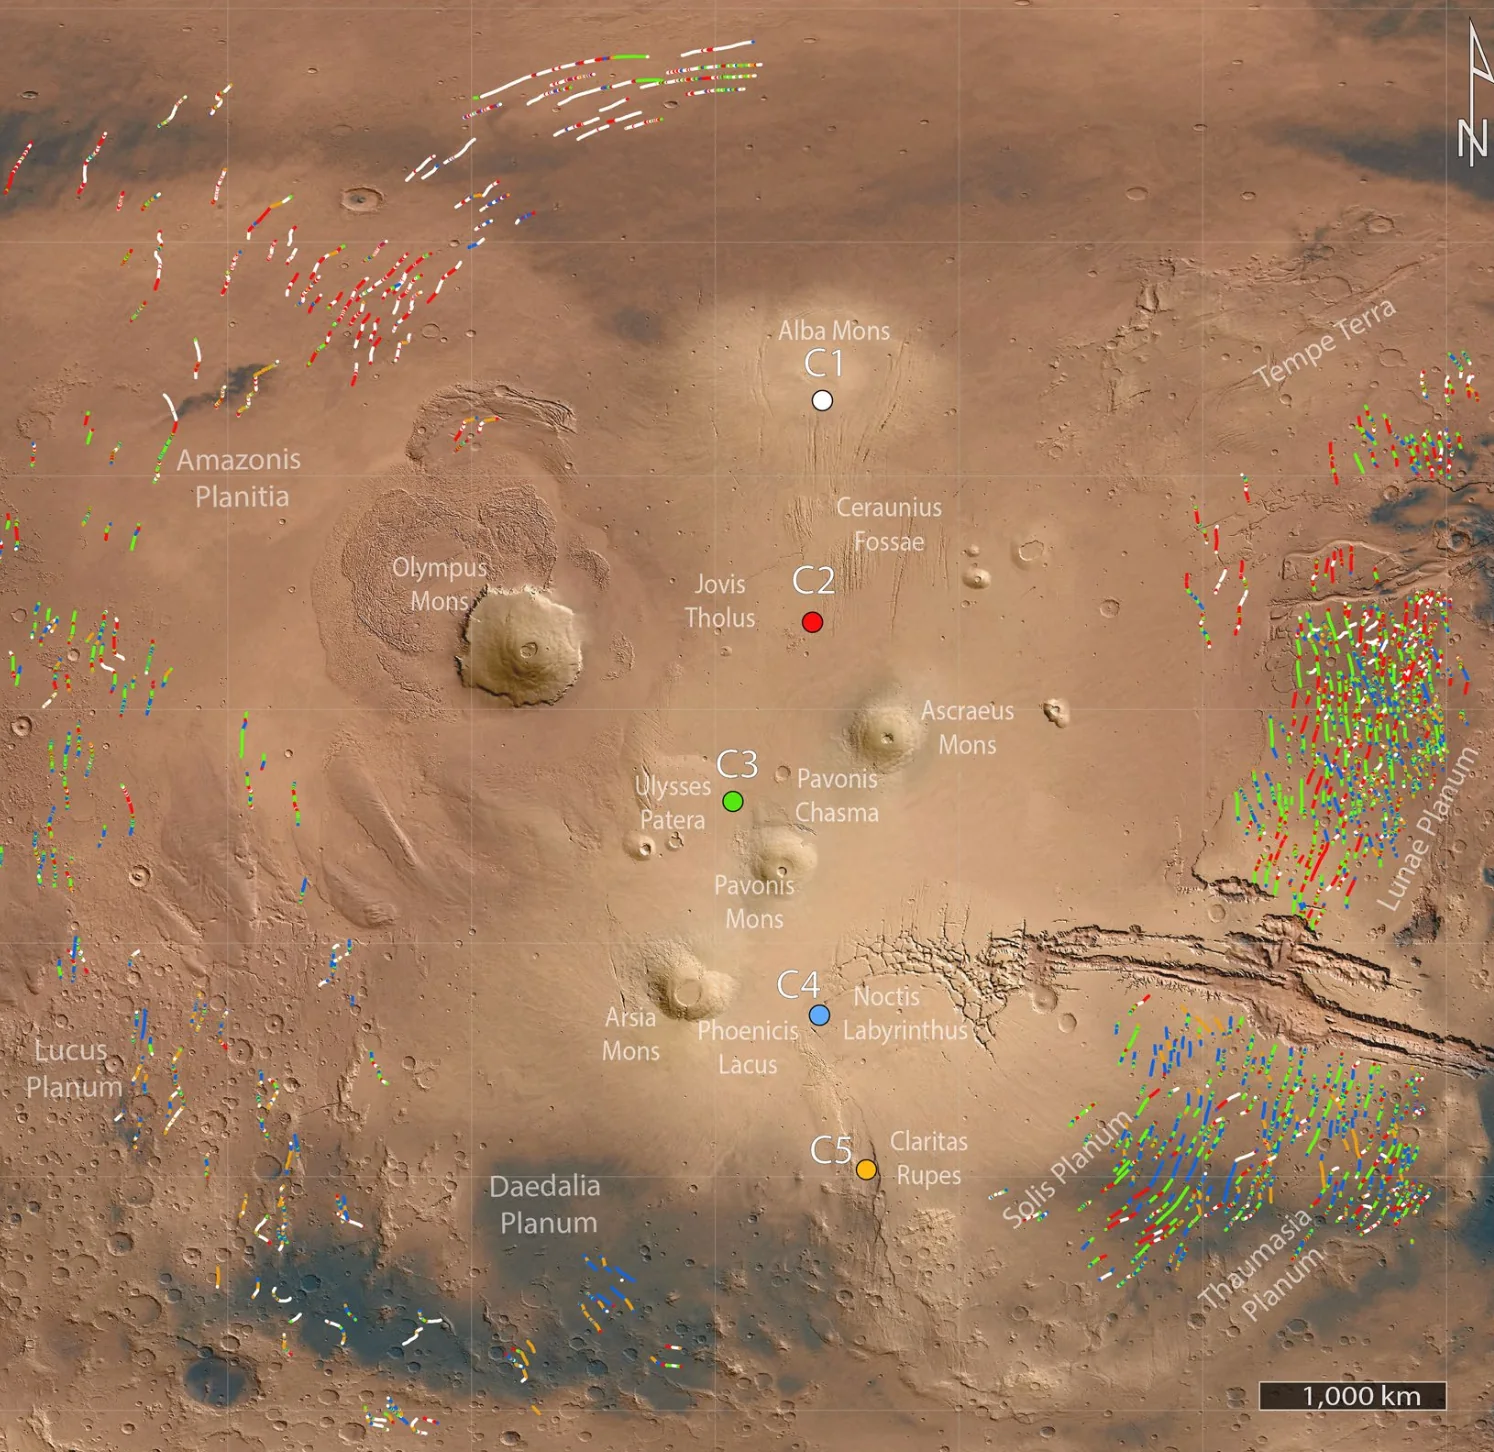 N
Alba Mons
C1
Tempe Terra
Amazonis
Planitia
Ceraunius
Fossae
Olympus
Mons
Jovis
Tholus
C2
Ascraeus
Mons
C3
Ulysses
Patera
Pavonis
Chasma
Lunae Planum
Pavonis
Mons
C4
Noctis
Labyrinthus
Arsia
Mons
Phoenicis
Lacus
Lucus
Planum
C5
Claritas
Rupes
Solis Planum
Daedalia
Planum
Thaumasia
Planum
1,000 km